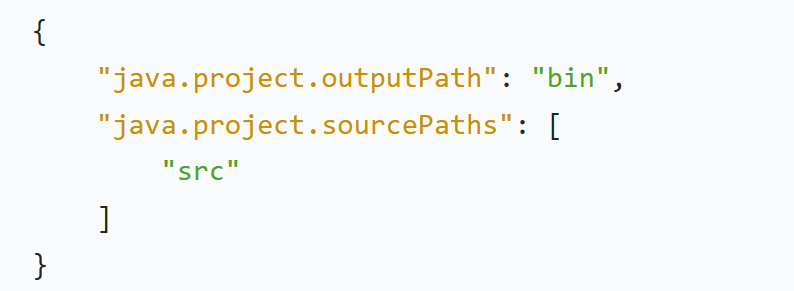 {
    "java.project.outputPath": "bin",
    "java.project.sourcePaths": [
        "src"
    ]
}